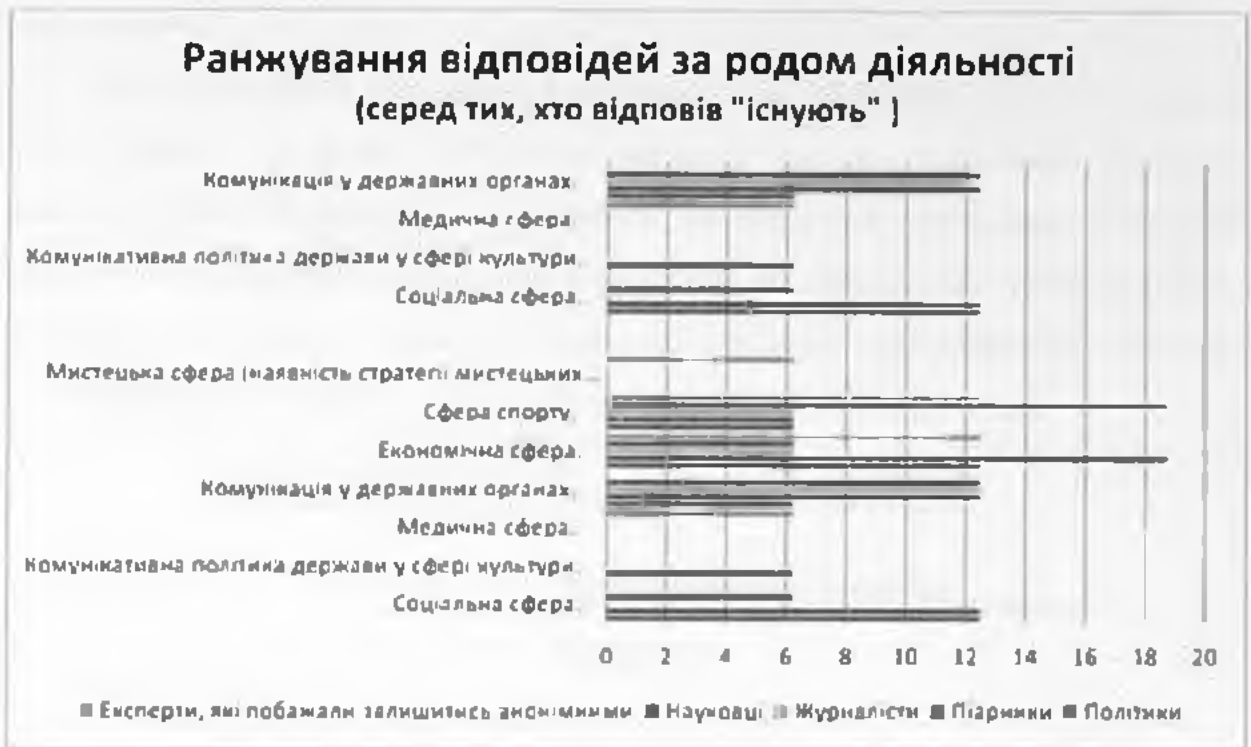 Ранжування відповідей за родом діяльності
(серед тих, хто відповів "існують" )
Комунікація у державних органах.
Медична сфера.
Комунікативна політика держави у сфері культури.
Соціальна сфера.
Мистецька сфера (наявність стратегії мистецьких...
Сфера спорту.
Економічна сфера.
Комунікація у державних органах.
Медична сфера.
Комунікативна політика держави у сфері культури.
Соціальна сфера.
0 2 4 6 8 10 12 14 16 18 20
Експерти, які побажали залишитись анонімними Науковці Журналісти Піарники Політики